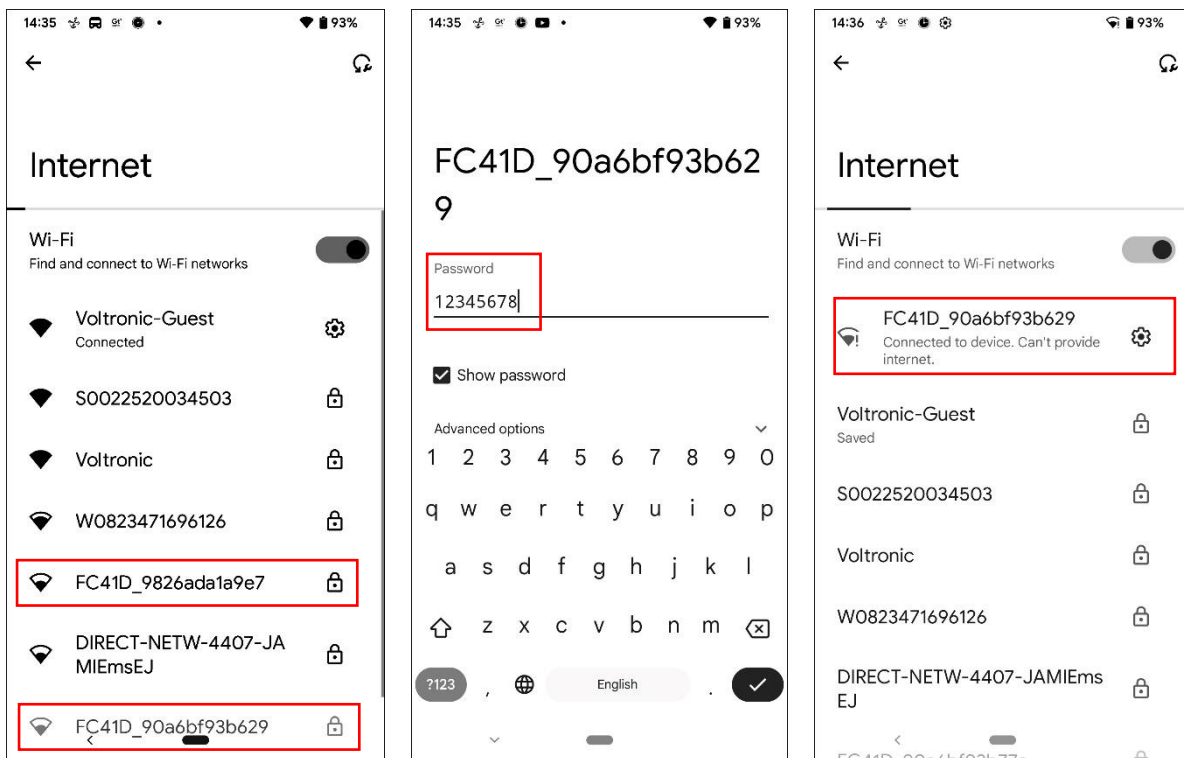 14:35
93%
Internet
Wi-Fi
Find and connect to Wi-Fi networks
Voltronic-Guest
Connected
S0022520034503
Voltronic
W0823471696126
FC41D_9826ada1a9e7
DIRECT-NETW-4407-JA
MIEmsEJ
FC41D_90a6bf93b629
14:35
93%
FC41D_90a6bf93b62
9
Password
12345678
Show password
Advanced options
1 2 3 4 5 6 7 8 9 0
q w e r t y u i o p
a s d f g h j k l
z x c v b n m
?123 , English .
14:36
93%
Internet
Wi-Fi
Find and connect to Wi-Fi networks
FC41D_90a6bf93b629
Connected to device. Can't provide
internet.
Voltronic-Guest
Saved
S0022520034503
Voltronic
W0823471696126
DIRECT-NETW-4407-JAMIEms
EJ